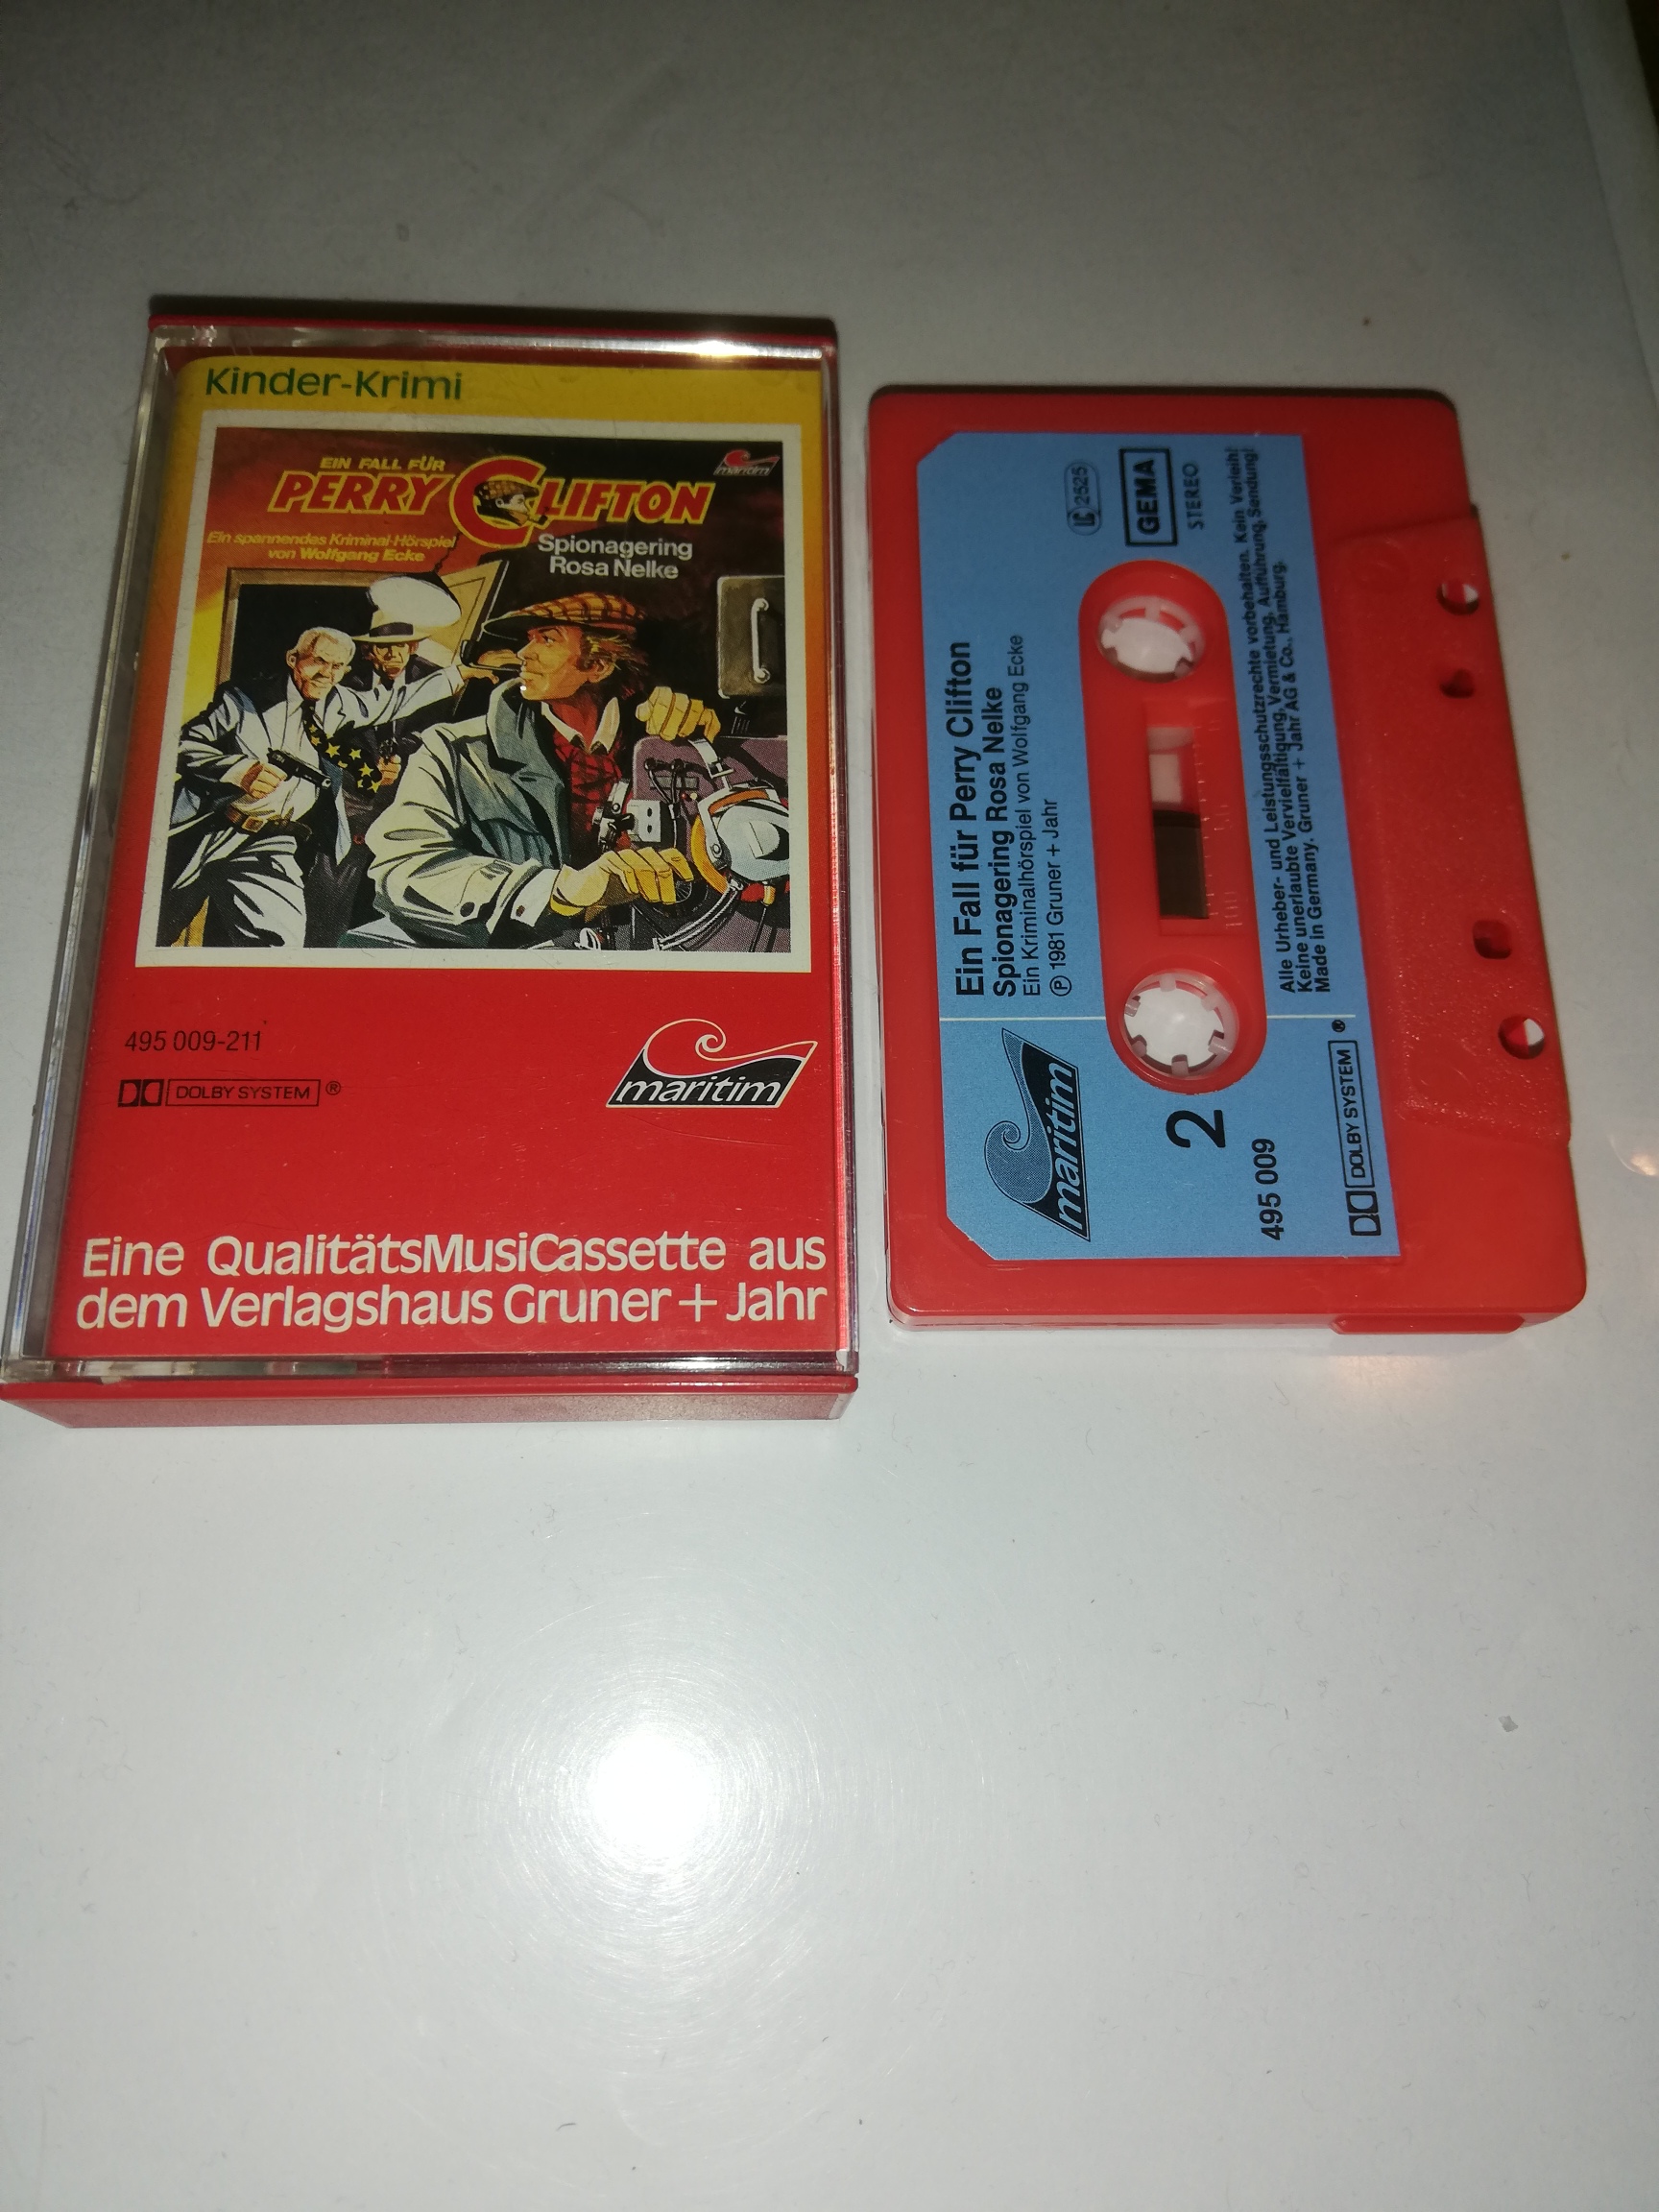 Kinder-Krimi
EIN FALL FÜR
PERRY CLIFTON
maritim
Ein spannendes Kriminal-Hörspiel
von Wolfgang Ecke
Spionagering
Rosa Nelke
495 009-211
DOLBY SYSTEM ®
maritim
Eine QualitätsMusiCassette aus
dem Verlagshaus Gruner + Jahr
Ein Fall für Perry Clifton
Spionagering Rosa Nelke
Ein Kriminalhörspiel von Wolfgang Ecke
Ⓟ 1981 Gruner + Jahr
LC 2525
GEMA
STEREO
maritim
2
495 009
DOLBY SYSTEM ®
Alle Urheber- und Leistungsschutzrechte vorbehalten. Kein Verleih!
Keine unerlaubte Vervielfältigung, Vermietung, Aufführung, Sendung!
Made in Germany. Gruner + Jahr AG & Co., Hamburg.